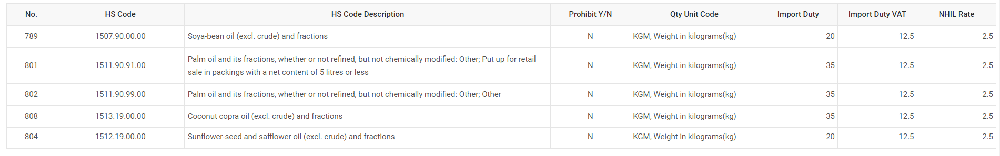 No. HS Code HS Code Description Prohibit Y/N Qty Unit Code Import Duty Import Duty VAT NHIL Rate
789 1507.90.00.00 Soya-bean oil (excl. crude) and fractions N KGM, Weight in kilograms(kg) 20 12.5 2.5
801 1511.90.91.00 Palm oil and its fractions, whether or not refined, but not chemically modified: Other; Put up for retail
sale in packings with a net content of 5 litres or less N KGM, Weight in kilograms(kg) 35 12.5 2.5
802 1511.90.99.00 Palm oil and its fractions, whether or not refined, but not chemically modified: Other; Other N KGM, Weight in kilograms(kg) 35 12.5 2.5
808 1513.19.00.00 Coconut copra oil (excl. crude) and fractions N KGM, Weight in kilograms(kg) 35 12.5 2.5
804 1512.19.00.00 Sunflower-seed and safflower oil (excl. crude) and fractions N KGM, Weight in kilograms(kg) 20 12.5 2.5